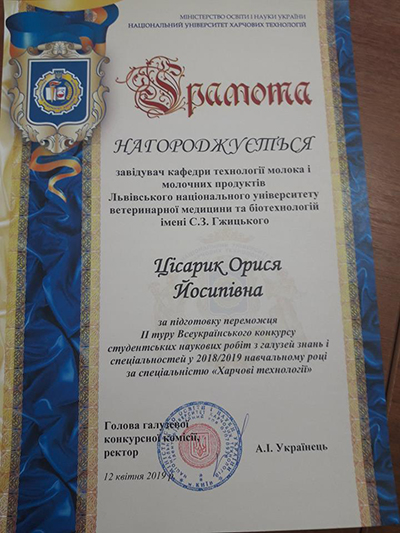 МІНІСТЕРСТВО ОСВІТИ І НАУКИ УКРАЇНИ
НАЦІОНАЛЬНИЙ УНІВЕРСИТЕТ ХАРЧОВИХ ТЕХНОЛОГІЙ
Грамота
НАГОРОДЖУЄТЬСЯ
завідувач кафедри технології молока і
молочних продуктів
Львівського національного університету
ветеринарної медицини та біотехнологій
імені С.З. Ґжицького
Цісарик Орися
Йосипівна
за підготовку переможця
ІІ туру Всеукраїнського конкурсу
студентських наукових робіт з галузей знань і
спеціальностей у 2018/2019 навчальному році
за спеціальністю «Харчові технології»
Голова галузевої
конкурсної комісії,
ректор
А.І. Українець
12 квітня 2019 р.